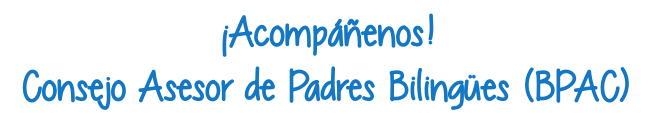 ¡Acompáñenos!
Consejo Asesor de Padres Bilingües (BPAC)